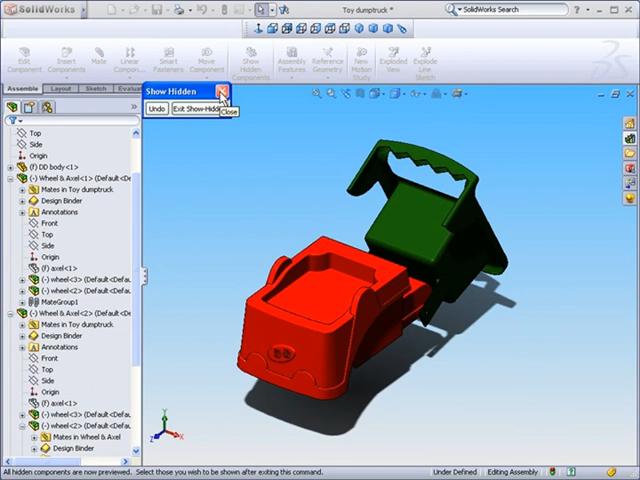 SolidWorks
Toy dumptruck *
SolidWorks Search
Edit Component
Insert Components
Mate
Linear Compon...
Smart Fasteners
Move Component
Show Hidden Components
Assembly Features
Reference Geometry
New Motion Study
Exploded View
Explode Line Sketch
Assembly
Layout
Sketch
Evalua
Show Hidden
Undo
Exit Show-Hidde
Close
Top
Side
Origin
(f) DD body<1>
(-) Wheel & Axel<1> (Default<D
Mates in Toy dumptruck
Design Binder
Annotations
Front
Top
Side
Origin
(f) axel<1>
(-) wheel<3> (Default<Defau
(-) wheel<2> (Default<Defau
MateGroup1
(-) Wheel & Axel<2> (Default<D
Mates in Toy dumptruck
Design Binder
Annotations
Front
Top
Side
Origin
(f) axel<1>
(-) wheel<3> (Default<Defau
(-) wheel<2> (Default<Defau
Mates in Wheel & Axel
Design Binder
Y
Z
X
All hidden components are now previewed. Select those you wish to be shown after exiting this command.
Under Defined
Editing Assembly